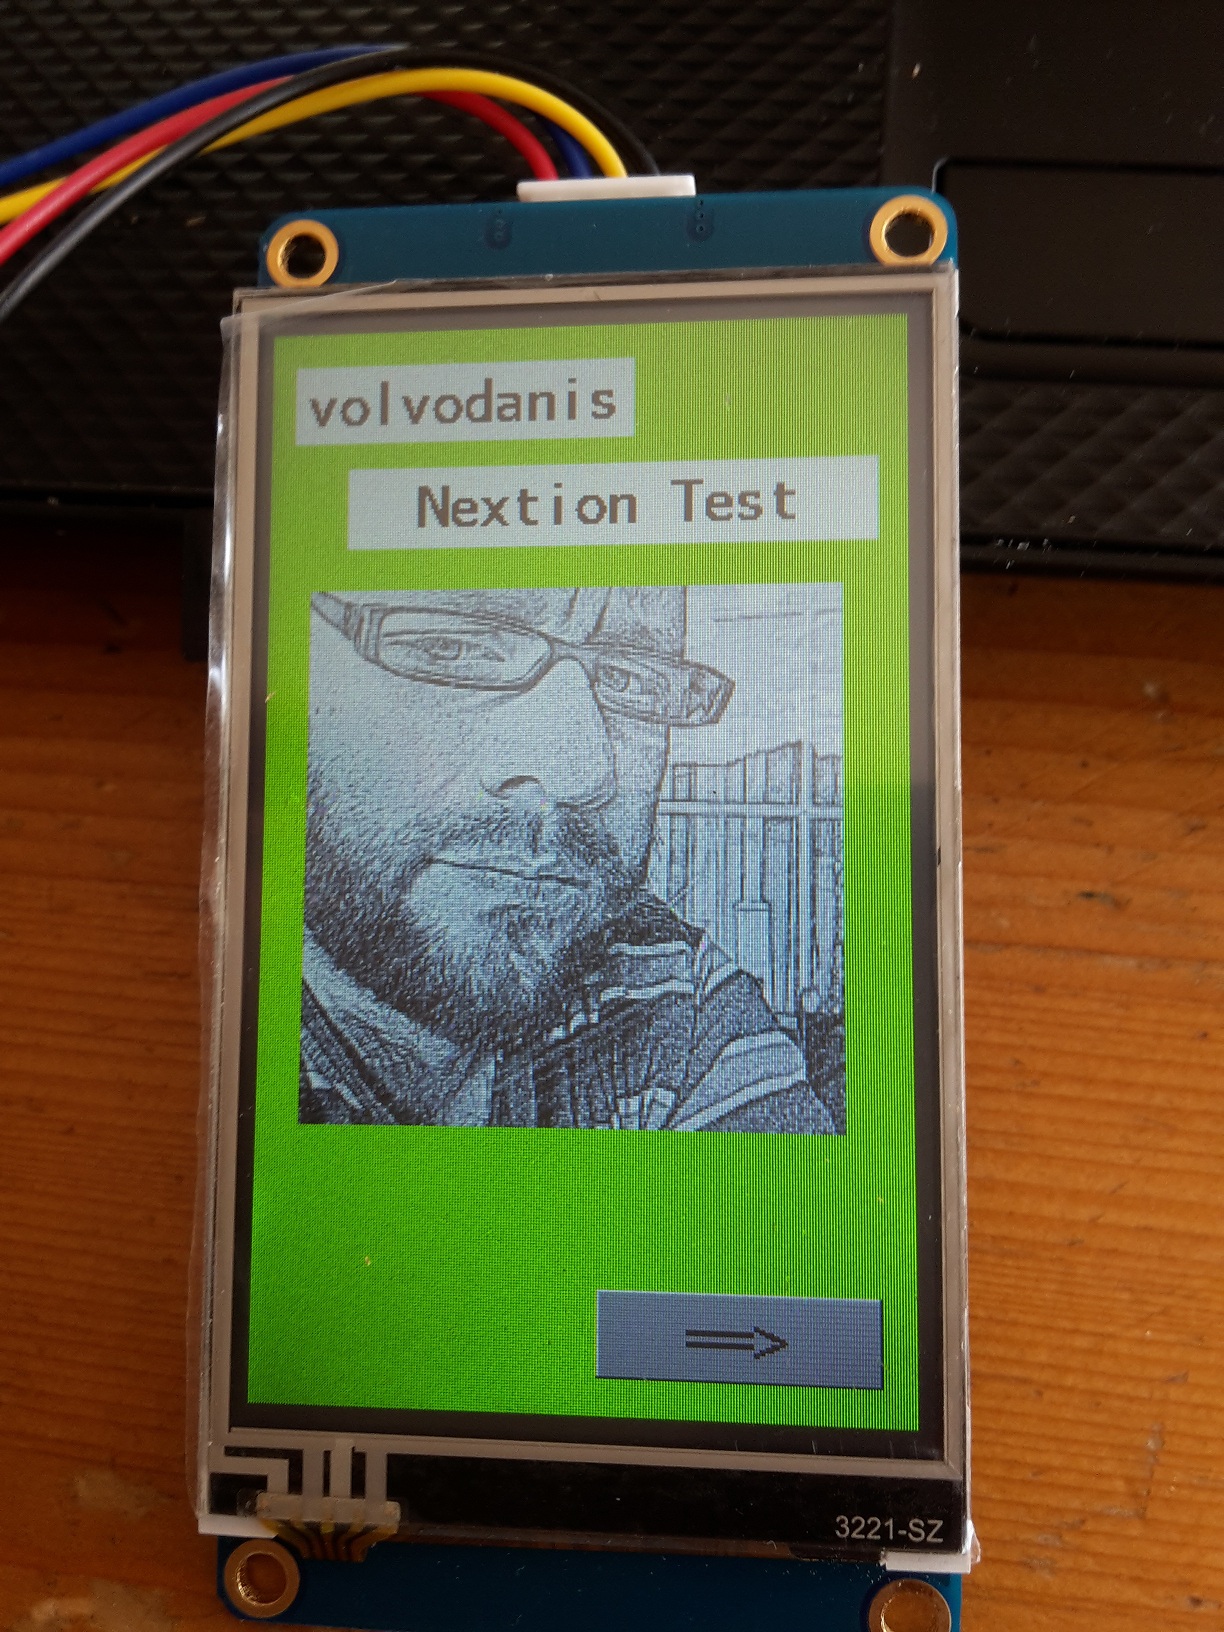 volvodanis
Nextion Test
3221-SZ